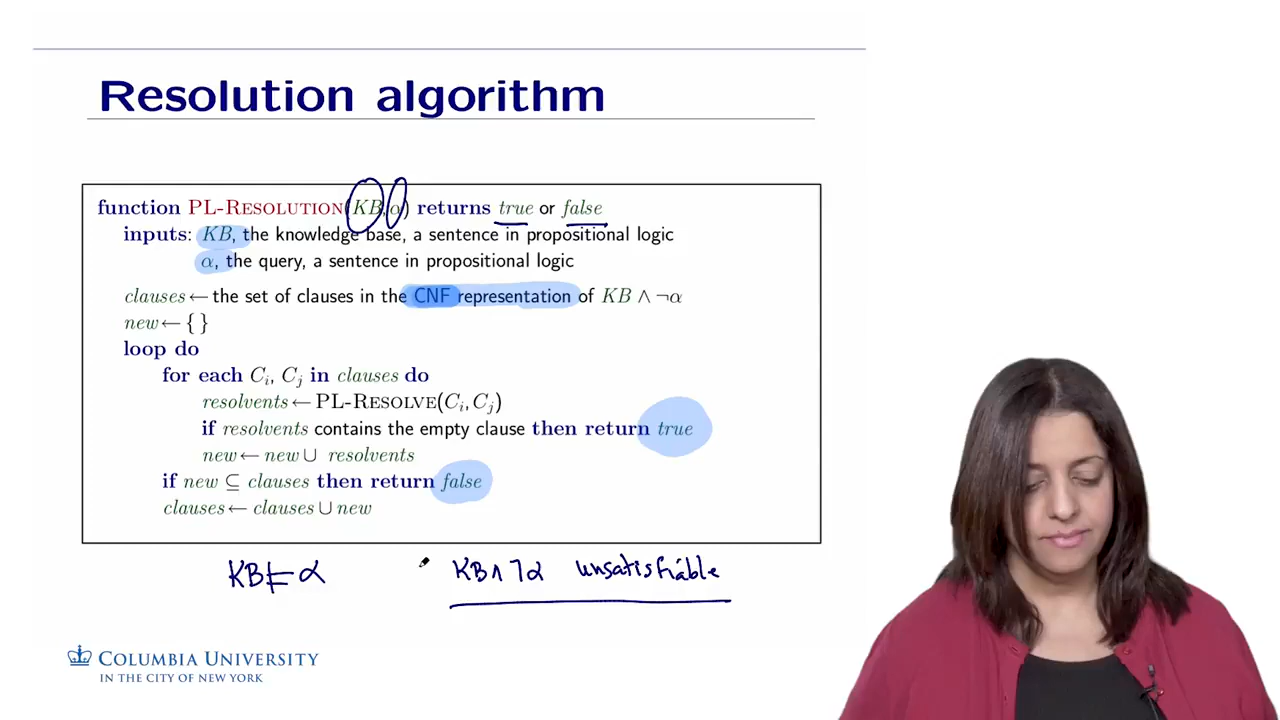 Resolution algorithm
function PL-RESOLUTION(KB, α) returns true or false
inputs: KB, the knowledge base, a sentence in propositional logic
α, the query, a sentence in propositional logic
clauses ← the set of clauses in the CNF representation of KB ∧ ¬α
new ← { }
loop do
for each Cᵢ, Cⱼ in clauses do
resolvents ← PL-RESOLVE(Cᵢ, Cⱼ)
if resolvents contains the empty clause then return true
new ← new ∪ resolvents
if new ⊆ clauses then return false
clauses ← clauses ∪ new
KB ⊨ α
KB ∧ ¬α unsatisfiable
COLUMBIA UNIVERSITY
IN THE CITY OF NEW YORK